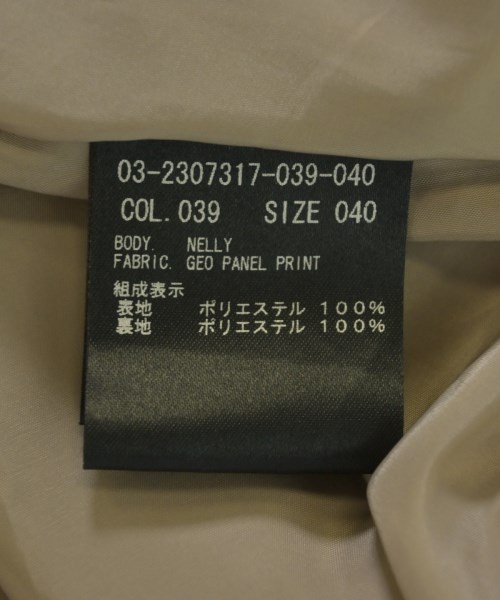 03-2307317-039-040
COL. 039 SIZE 040
BODY. NELLY
FABRIC. GEO PANEL PRINT
組成表示
表地 ポリエステル 100%
裏地 ポリエステル 100%